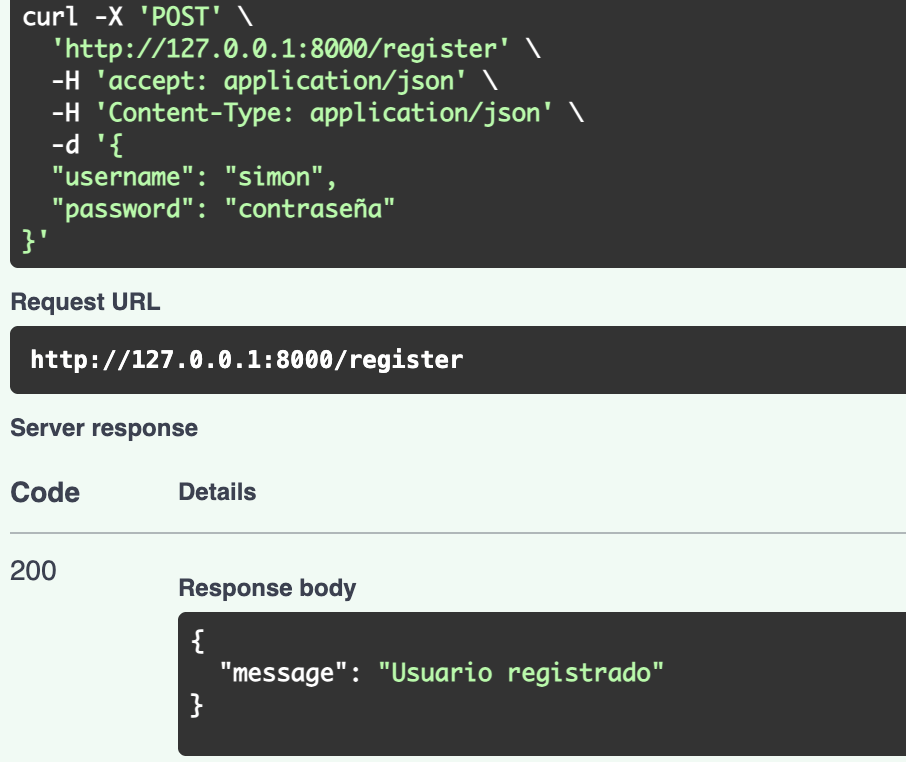 curl -X 'POST' \
  'http://127.0.0.1:8000/register' \
  -H 'accept: application/json' \
  -H 'Content-Type: application/json' \
  -d '{
  "username": "simon",
  "password": "contraseña"
}'
Request URL
http://127.0.0.1:8000/register
Server response
Code Details
200
Response body
{
  "message": "Usuario registrado"
}